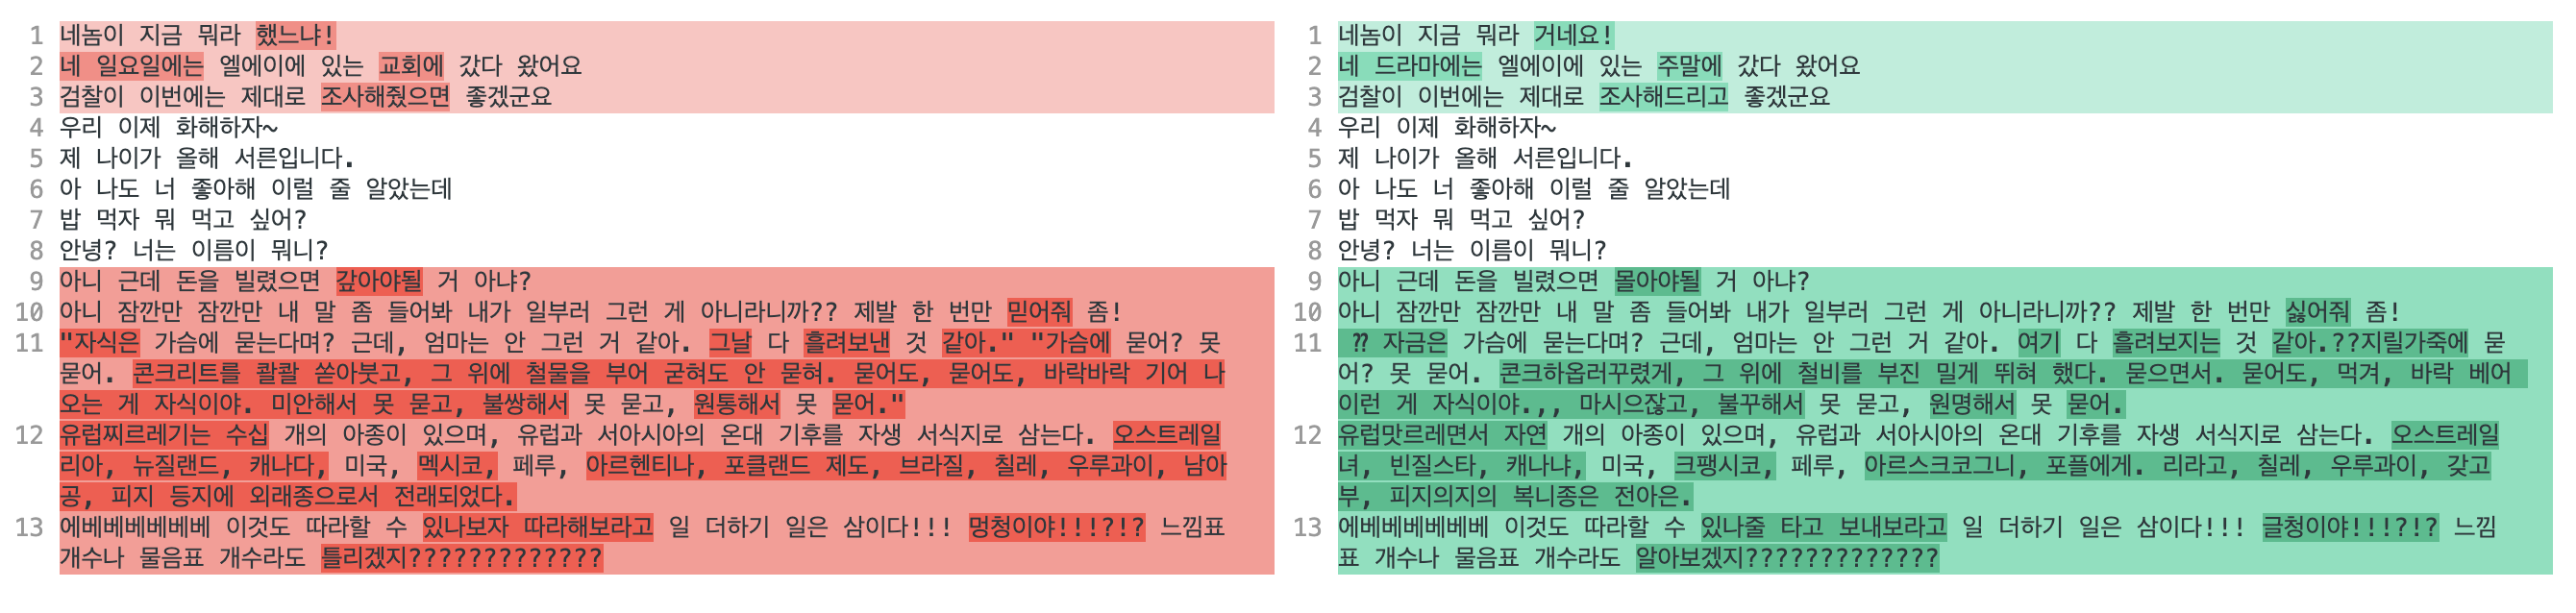 1 네놈이 지금 뭐라 했느냐!
2 네 일요일에는 엘에이에 있는 교회에 갔다 왔어요
3 검찰이 이번에는 제대로 조사해줬으면 좋겠군요
4 우리 이제 화해하자~
5 제 나이가 올해 서른입니다.
6 아 나도 너 좋아해 이럴 줄 알았는데
7 밥 먹자 뭐 먹고 싶어?
8 안녕? 너는 이름이 뭐니?
9 아니 근데 돈을 빌렸으면 갚아야될 거 아냐?
10 아니 잠깐만 잠깐만 내 말 좀 들어봐 내가 일부러 그런 게 아니라니까?? 제발 한 번만 믿어줘 좀!
11 "자식은 가슴에 묻는다며? 근데, 엄마는 안 그런 거 같아. 그날 다 흘려보낸 것 같아." "가슴에 묻어? 못
묻어. 콘크리트를 콸콸 쏟아붓고, 그 위에 철물을 부어 굳혀도 안 묻혀. 묻어도, 묻어도, 바락바락 기어 나
오는 게 자식이야. 미안해서 못 묻고, 불쌍해서 못 묻고, 원통해서 못 묻어."
12 유럽찌르레기는 수십 개의 아종이 있으며, 유럽과 서아시아의 온대 기후를 자생 서식지로 삼는다. 오스트레일
리아, 뉴질랜드, 캐나다, 미국, 멕시코, 페루, 아르헨티나, 포클랜드 제도, 브라질, 칠레, 우루과이, 남아
공, 피지 등지에 외래종으로서 전래되었다.
13 에베베베베베베 이것도 따라할 수 있나보자 따라해보라고 일 더하기 일은 삼이다!!! 멍청이야!!!?!? 느낌표
개수나 물음표 개수라도 틀리겠지?????????????
1 네놈이 지금 뭐라 거네요!
2 네 드라마에는 엘에이에 있는 주말에 갔다 왔어요
3 검찰이 이번에는 제대로 조사해드리고 좋겠군요
4 우리 이제 화해하자~
5 제 나이가 올해 서른입니다.
6 아 나도 너 좋아해 이럴 줄 알았는데
7 밥 먹자 뭐 먹고 싶어?
8 안녕? 너는 이름이 뭐니?
9 아니 근데 돈을 빌렸으면 몰아야될 거 아냐?
10 아니 잠깐만 잠깐만 내 말 좀 들어봐 내가 일부러 그런 게 아니라니까?? 제발 한 번만 싫어줘 좀!
11 ⁇ 자금은 가슴에 묻는다며? 근데, 엄마는 안 그런 거 같아. 여기 다 흘려보지는 것 같아.??지릴가죽에 묻
어? 못 묻어. 콘크하옵러꾸렸게, 그 위에 철비를 부진 밀게 뛰혀 했다. 묻으면서. 묻어도, 먹겨, 바락 베어
이런 게 자식이야.,, 마시으잖고, 불꾸해서 못 묻고, 원명해서 못 묻어.
12 유럽맛르레면서 자연 개의 아종이 있으며, 유럽과 서아시아의 온대 기후를 자생 서식지로 삼는다. 오스트레일
녀, 빈질스타, 캐나냐, 미국, 크팽시코, 페루, 아르스크코그니, 포플에게. 리라고, 칠레, 우루과이, 갖고
부, 피지의지의 복니종은 전아은.
13 에베베베베베베 이것도 따라할 수 있나줄 타고 보내보라고 일 더하기 일은 삼이다!!! 글청이야!!!?!? 느낌
표 개수나 물음표 개수라도 알아보겠지?????????????